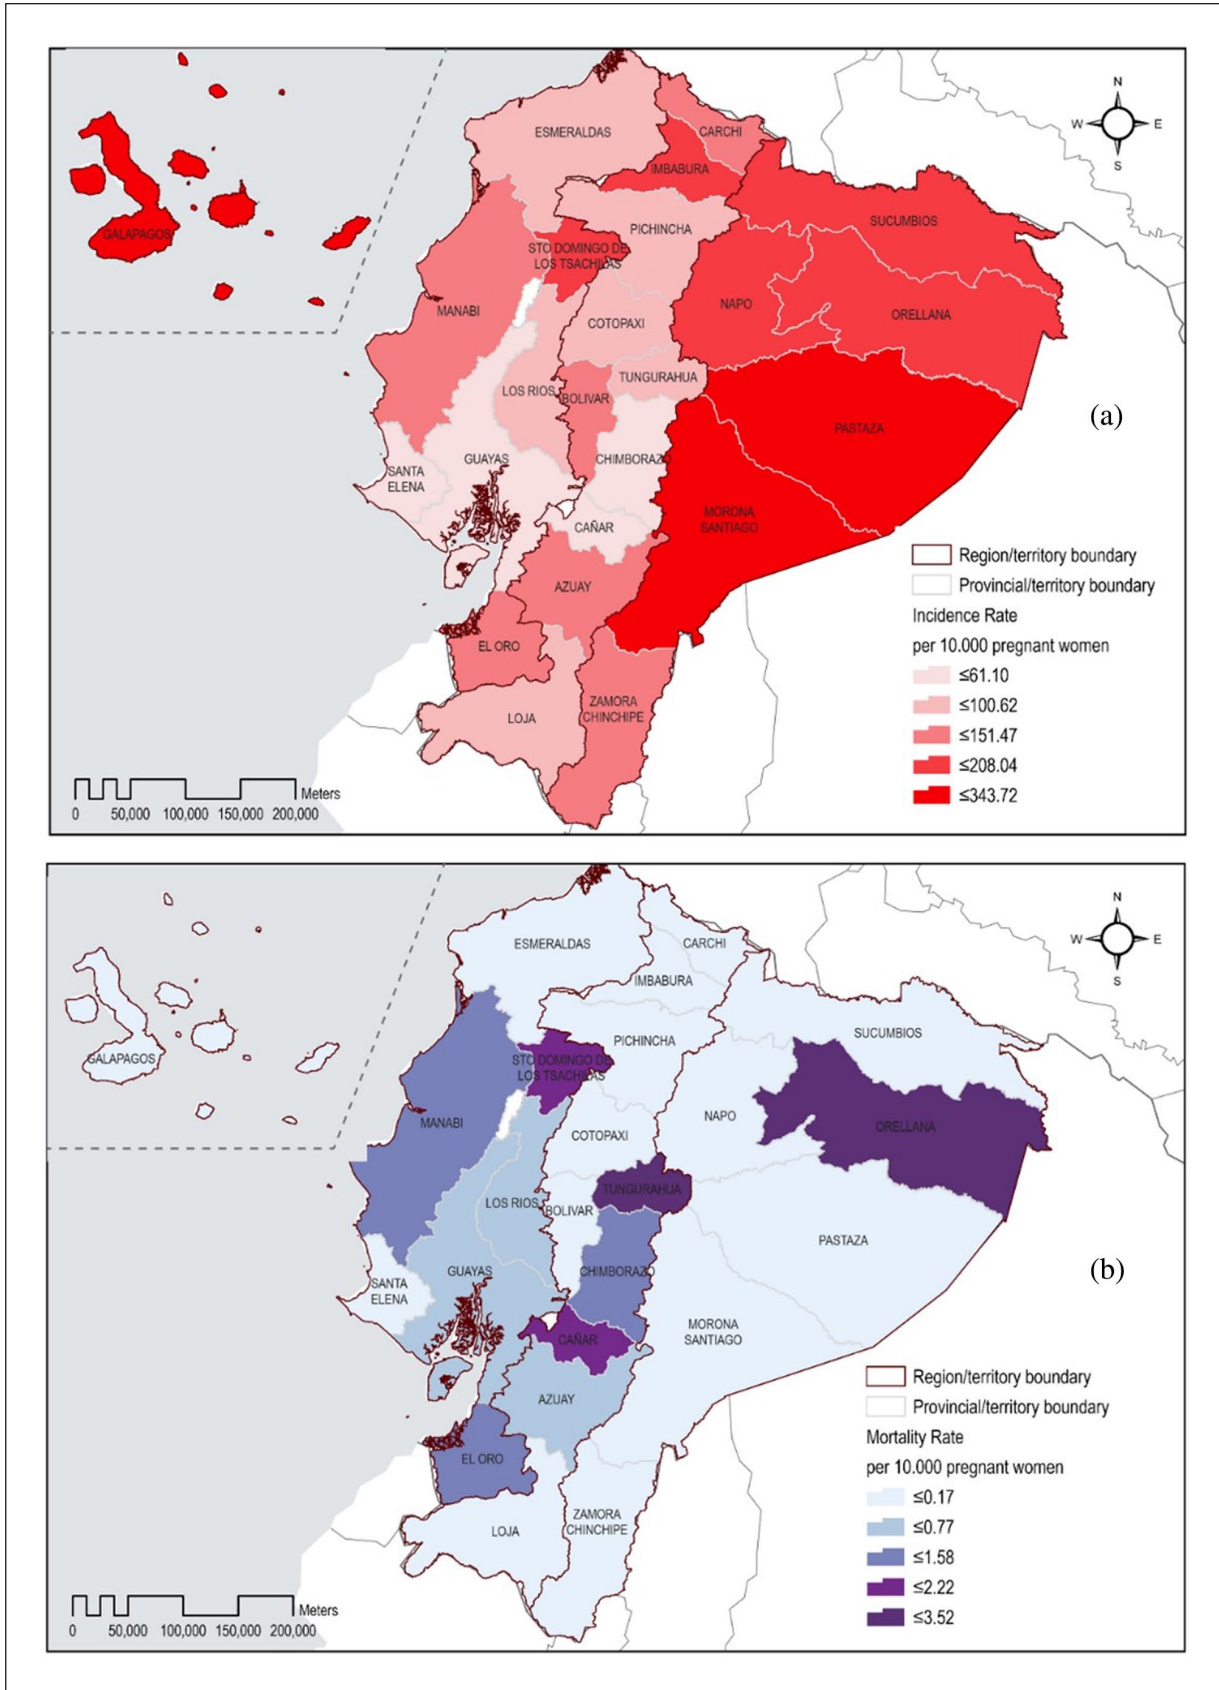 N
W E
S
ESMERALDAS
CARCHI
IMBABURA
SUCUMBIOS
PICHINCHA
GALAPAGOS
STO DOMINGO DE
LOS TSACHILAS
NAPO
MANABI
ORELLANA
COTOPAXI
TUNGURAHUA
LOS RIOS
BOLIVAR
(a)
PASTAZA
GUAYAS
CHIMBORAZO
SANTA
ELENA
MORONA
SANTIAGO
CAÑAR
Region/territory boundary
AZUAY
Provincial/territory boundary
Incidence Rate
per 10.000 pregnant women
EL ORO
≤61.10
ZAMORA
CHINCHIPE
≤100.62
LOJA
≤151.47
≤208.04
≤343.72
Meters
0 50,000 100,000 150,000 200,000
N
W E
S
ESMERALDAS
CARCHI
IMBABURA
SUCUMBIOS
PICHINCHA
GALAPAGOS
STO DOMINGO DE
LOS TSACHILAS
NAPO
MANABI
ORELLANA
COTOPAXI
TUNGURAHUA
LOS RIOS
BOLIVAR
PASTAZA
(b)
GUAYAS
CHIMBORAZO
SANTA
ELENA
MORONA
SANTIAGO
CAÑAR
Region/territory boundary
AZUAY
Provincial/territory boundary
Mortality Rate
per 10.000 pregnant women
EL ORO
≤0.17
ZAMORA
CHINCHIPE
≤0.77
LOJA
≤1.58
≤2.22
≤3.52
Meters
0 50,000 100,000 150,000 200,000